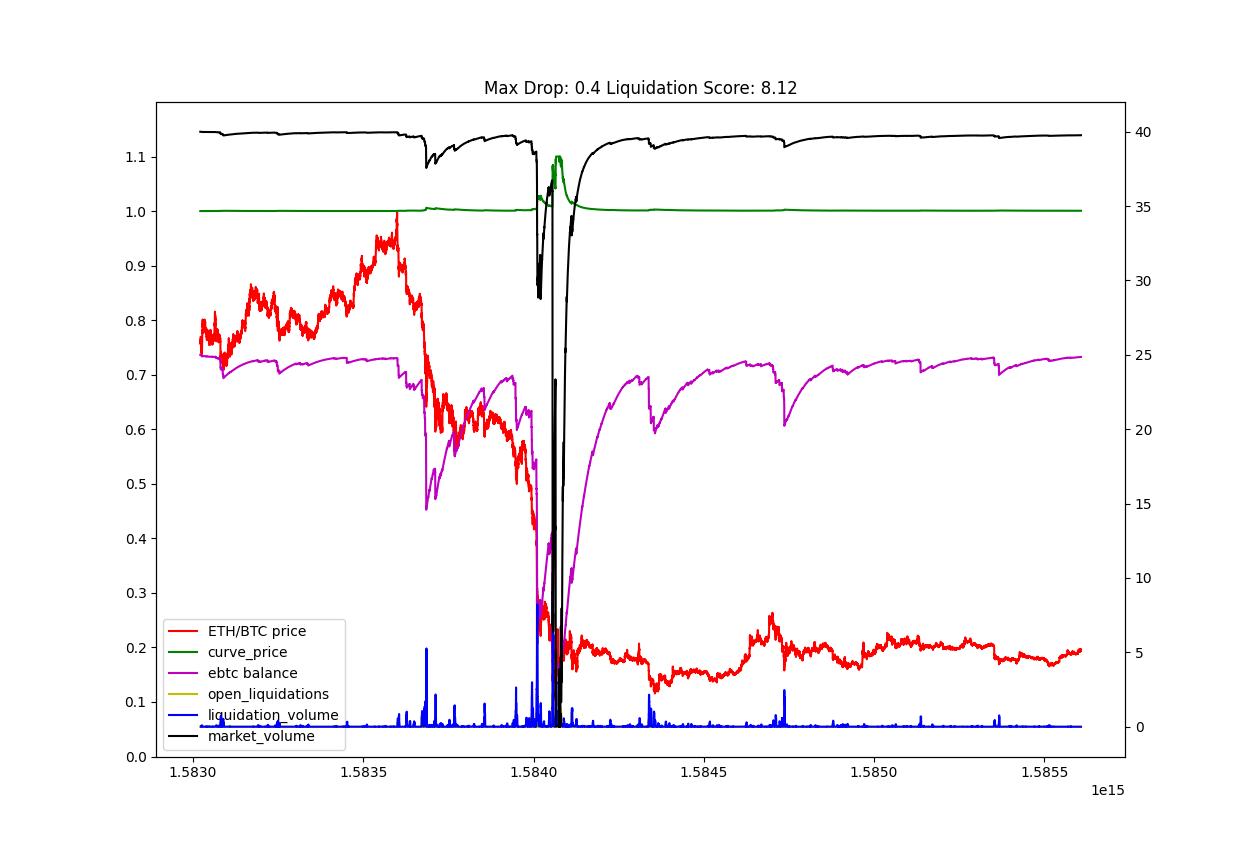 Max Drop: 0.4 Liquidation Score: 8.12
1.1
1.0
0.9
0.8
0.7
0.6
0.5
0.4
0.3
0.2
0.1
0.0
40
35
30
25
20
15
10
5
0
ETH/BTC price
curve_price
ebtc balance
open_liquidations
liquidation_volume
market_volume
1.5830 1.5835 1.5840 1.5845 1.5850 1.5855
1e15